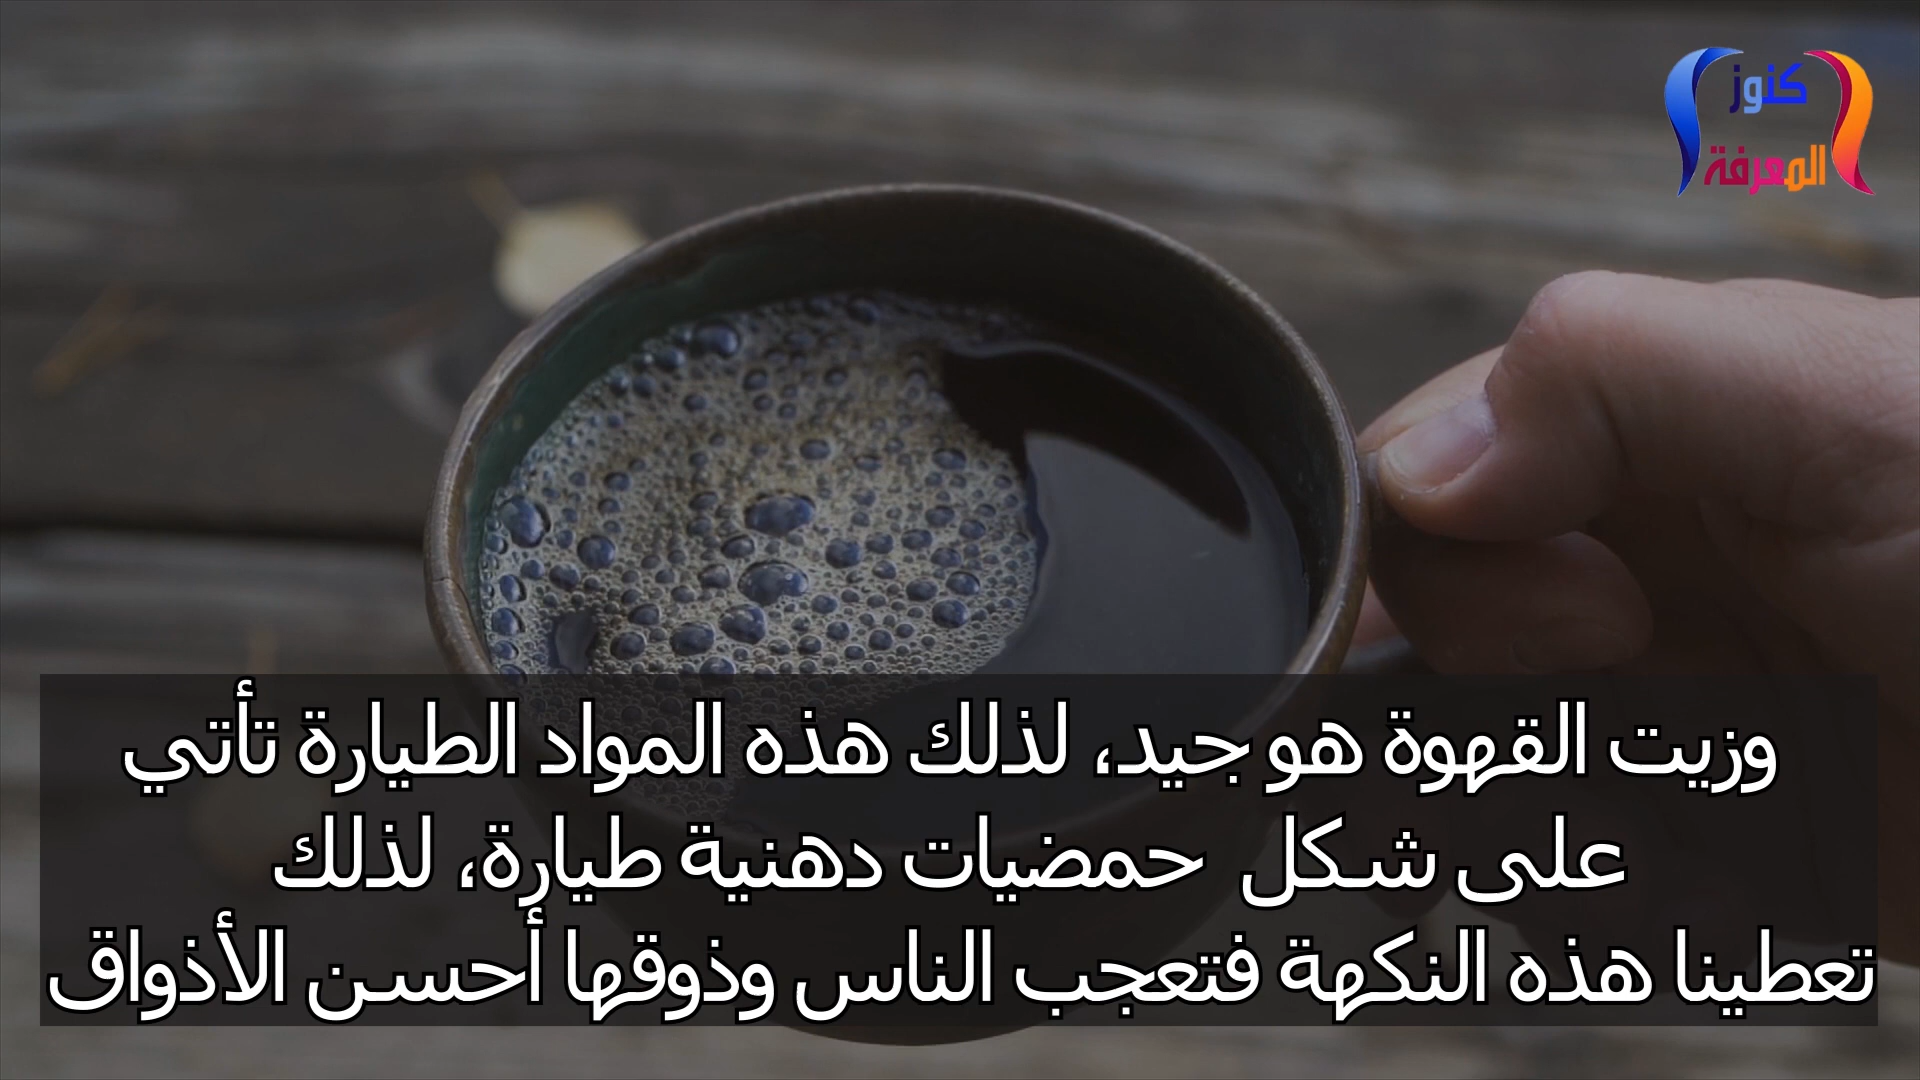 كنوز
المعرفة
وزيت القهوة هو جيد، لذلك هذه المواد الطيارة تأتي
على شكل حمضيات دهنية طيارة، لذلك
تعطينا هذه النكهة فتعجب الناس وذوقها أحسن الأذواق